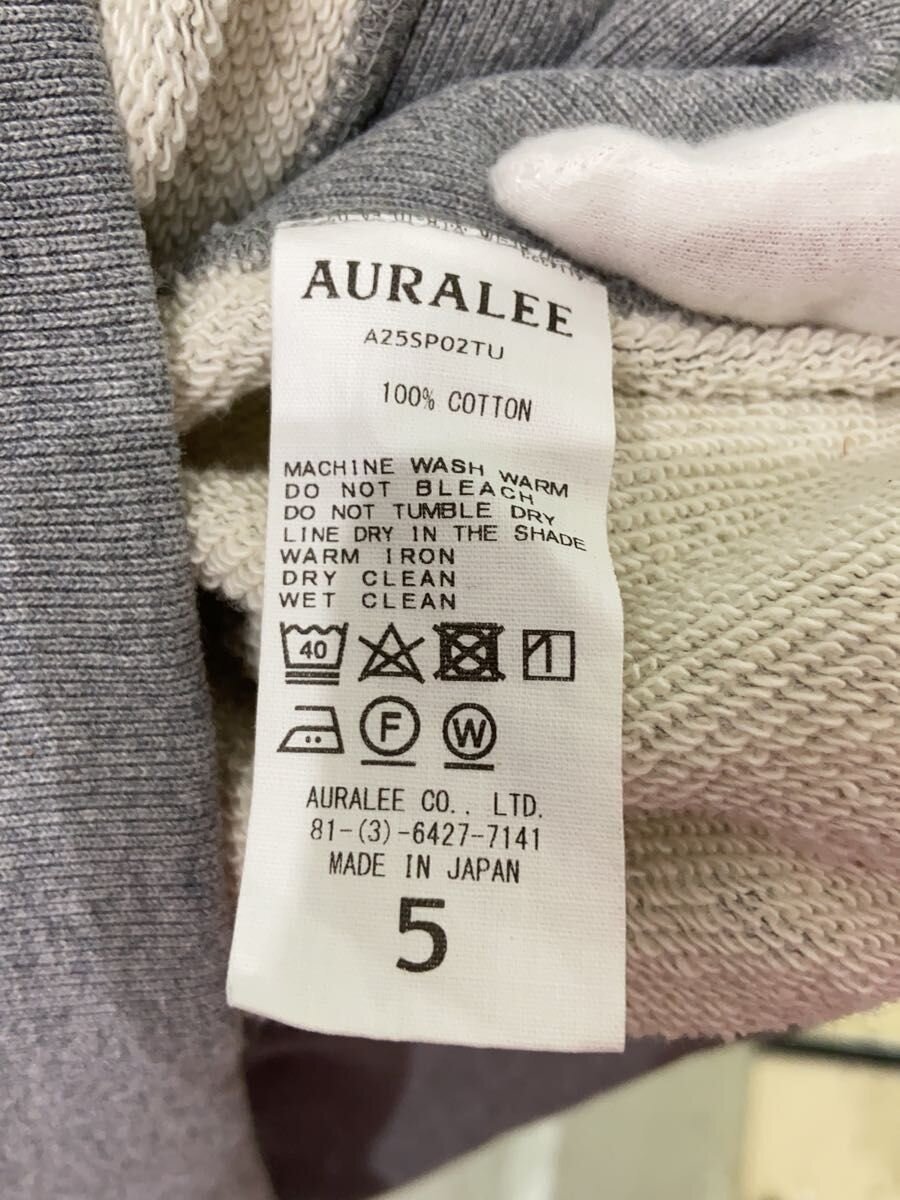 AURALEE
A25SP02TU
100% COTTON
MACHINE WASH WARM
DO NOT BLEACH
DO NOT TUMBLE DRY
LINE DRY IN THE SHADE
WARM IRON
DRY CLEAN
WET CLEAN
40
F W
AURALEE CO., LTD.
81-(3)-6427-7141
MADE IN JAPAN
5